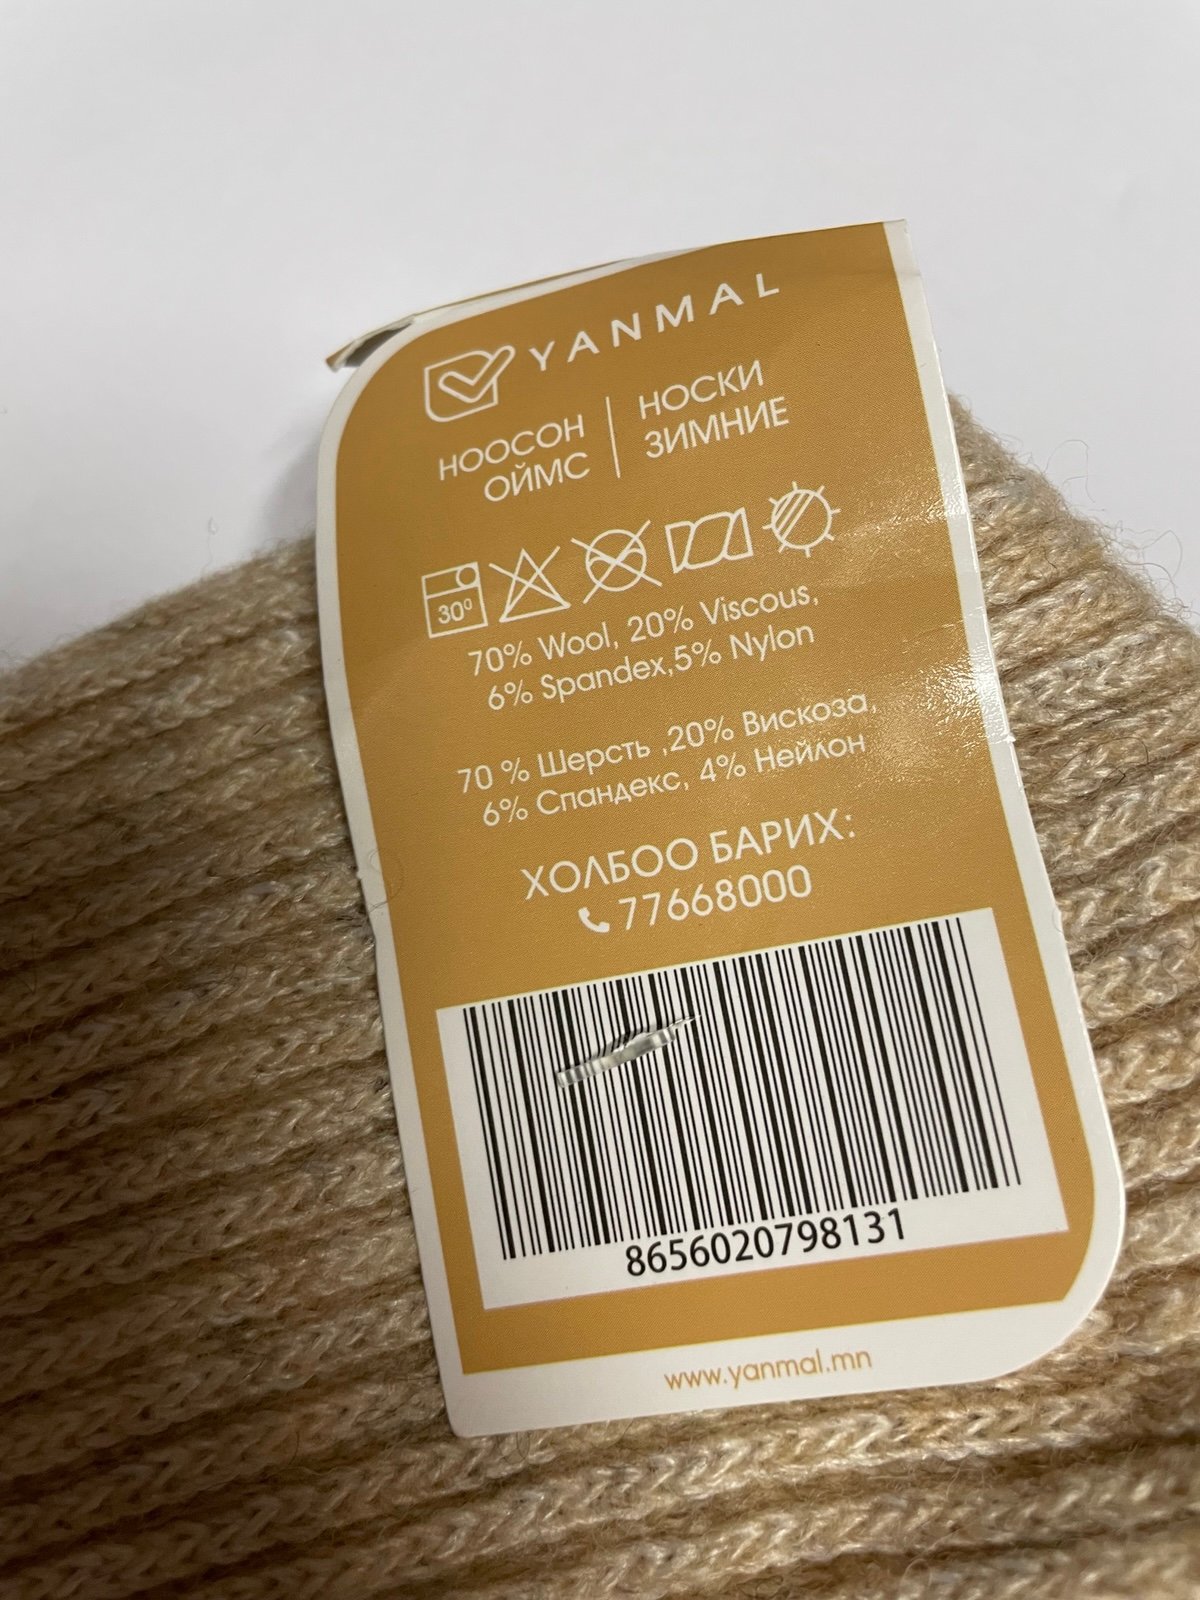 YANMAL
НООСОН
ОЙМС
НОСКИ
ЗИМНИЕ
30⁰
70% Wool, 20% Viscous,
6% Spandex,5% Nylon
70 % Шерсть ,20% Вискоза,
6% Спандекс, 4% Нейлон
ХОЛБОО БАРИХ:
77668000
8656020798131
www.yanmal.mn